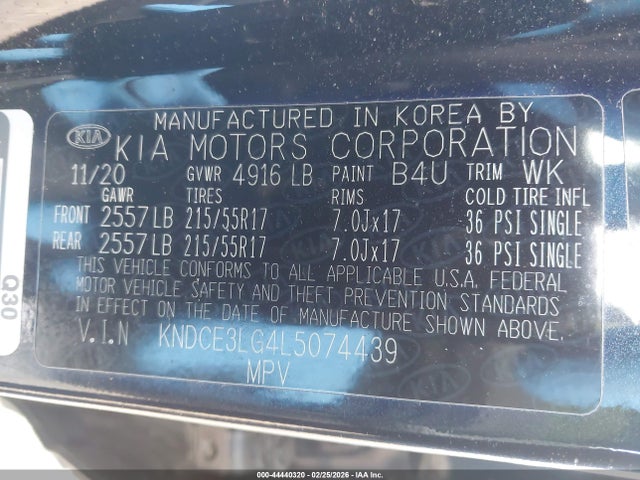 MANUFACTURED IN KOREA BY
KIA KIA MOTORS CORPORATION
11/20 GVWR 4916 LB PAINT B4U TRIM WK
GAWR TIRES RIMS COLD TIRE INFL
FRONT 2557LB 215/55R17 7.0Jx17 36 PSI SINGLE
REAR 2557LB 215/55R17 7.0Jx17 36 PSI SINGLE
THIS VEHICLE CONFORMS TO ALL APPLICABLE U.S.A. FEDERAL
MOTOR VEHICLE SAFETY AND THEFT PREVENTION STANDARDS
IN EFFECT ON THE DATE OF MANUFACTURE SHOWN ABOVE.
V.I.N KNDCE3LG4L5074439
MPV
Q30
000-44440320 - 02/25/2026 - IAAI.COM